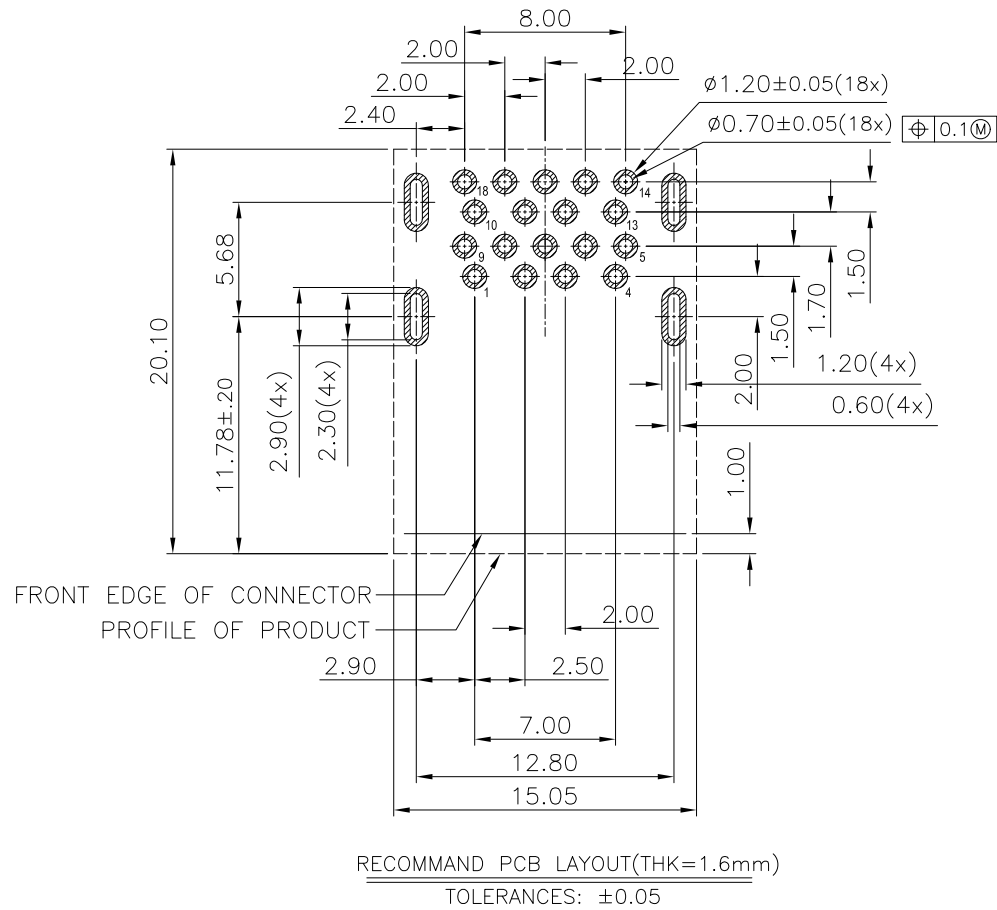 8.00
2.00
2.00
2.00
2.40
ø1.20±0.05(18x)
ø0.70±0.05(18x) ⌖ 0.1Ⓜ
18
14
10
13
9
5
1
4
5.68
20.10
11.78±.20
2.90(4x)
2.30(4x)
1.50
1.70
1.50
2.00
1.20(4x)
0.60(4x)
1.00
FRONT EDGE OF CONNECTOR
PROFILE OF PRODUCT
2.00
2.90
2.50
7.00
12.80
15.05
RECOMMAND PCB LAYOUT(THK=1.6mm)
TOLERANCES: ±0.05